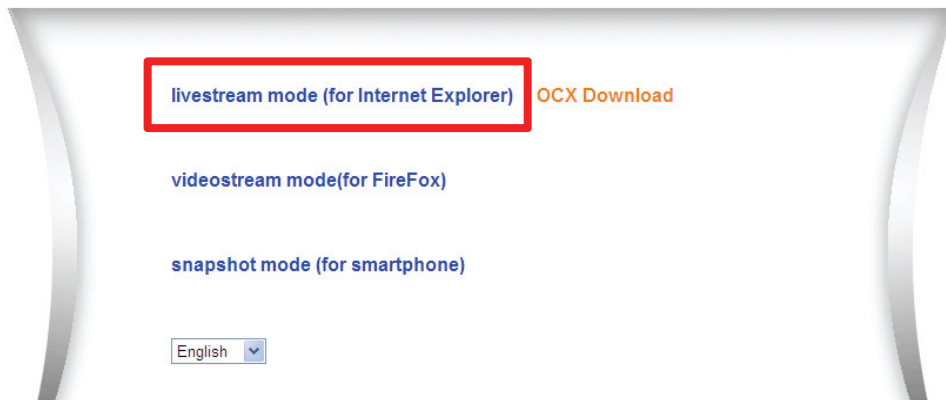 livestream mode (for Internet Explorer) OCX Download
videostream mode(for FireFox)
snapshot mode (for smartphone)
English